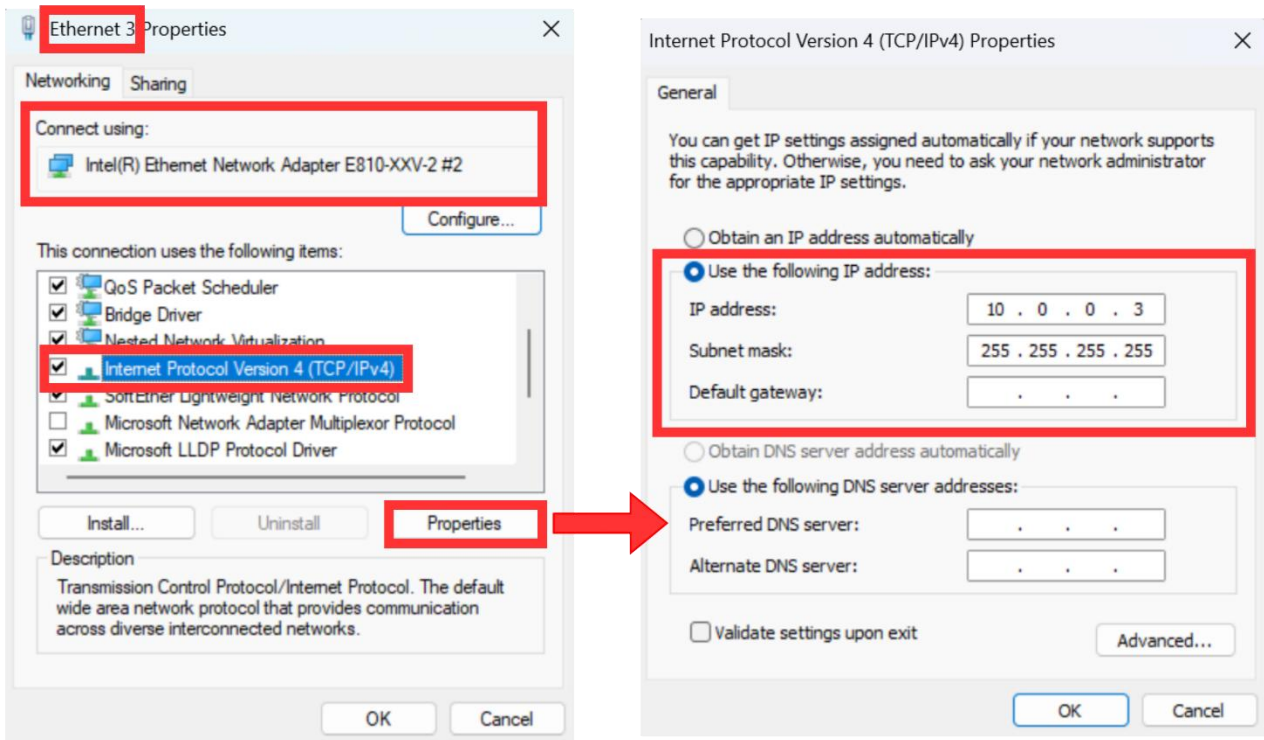 Ethernet 3 Properties
Networking
Sharing
Connect using:
Intel(R) Ethernet Network Adapter E810-XXV-2 #2
Configure...
This connection uses the following items:
QoS Packet Scheduler
Bridge Driver
Nested Network Virtualization
Internet Protocol Version 4 (TCP/IPv4)
SoftEther Lightweight Network Protocol
Microsoft Network Adapter Multiplexor Protocol
Microsoft LLDP Protocol Driver
Install...
Uninstall
Properties
Description
Transmission Control Protocol/Internet Protocol. The default
wide area network protocol that provides communication
across diverse interconnected networks.
OK
Cancel
Internet Protocol Version 4 (TCP/IPv4) Properties
General
You can get IP settings assigned automatically if your network supports
this capability. Otherwise, you need to ask your network administrator
for the appropriate IP settings.
Obtain an IP address automatically
Use the following IP address:
IP address: 10 . 0 . 0 . 3
Subnet mask: 255 . 255 . 255 . 255
Default gateway: . . .
Obtain DNS server address automatically
Use the following DNS server addresses:
Preferred DNS server: . . .
Alternate DNS server: . . .
Validate settings upon exit
Advanced...
OK
Cancel